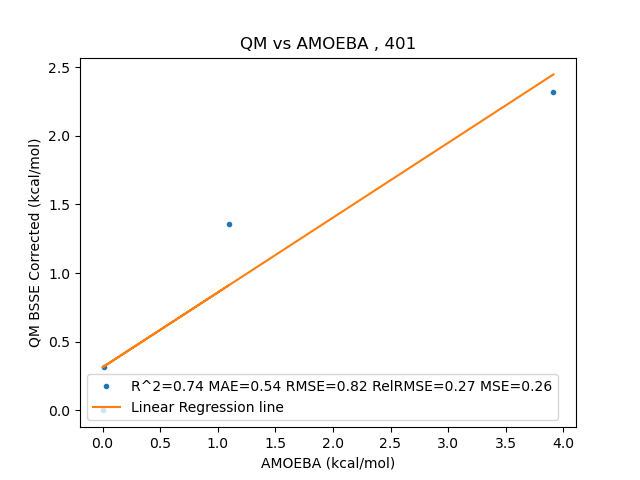 QM vs AMOEBA , 401
QM BSSE Corrected (kcal/mol)
2.5
2.0
1.5
1.0
0.5
0.0
R^2=0.74 MAE=0.54 RMSE=0.82 RelRMSE=0.27 MSE=0.26
Linear Regression line
0.0 0.5 1.0 1.5 2.0 2.5 3.0 3.5 4.0
AMOEBA (kcal/mol)